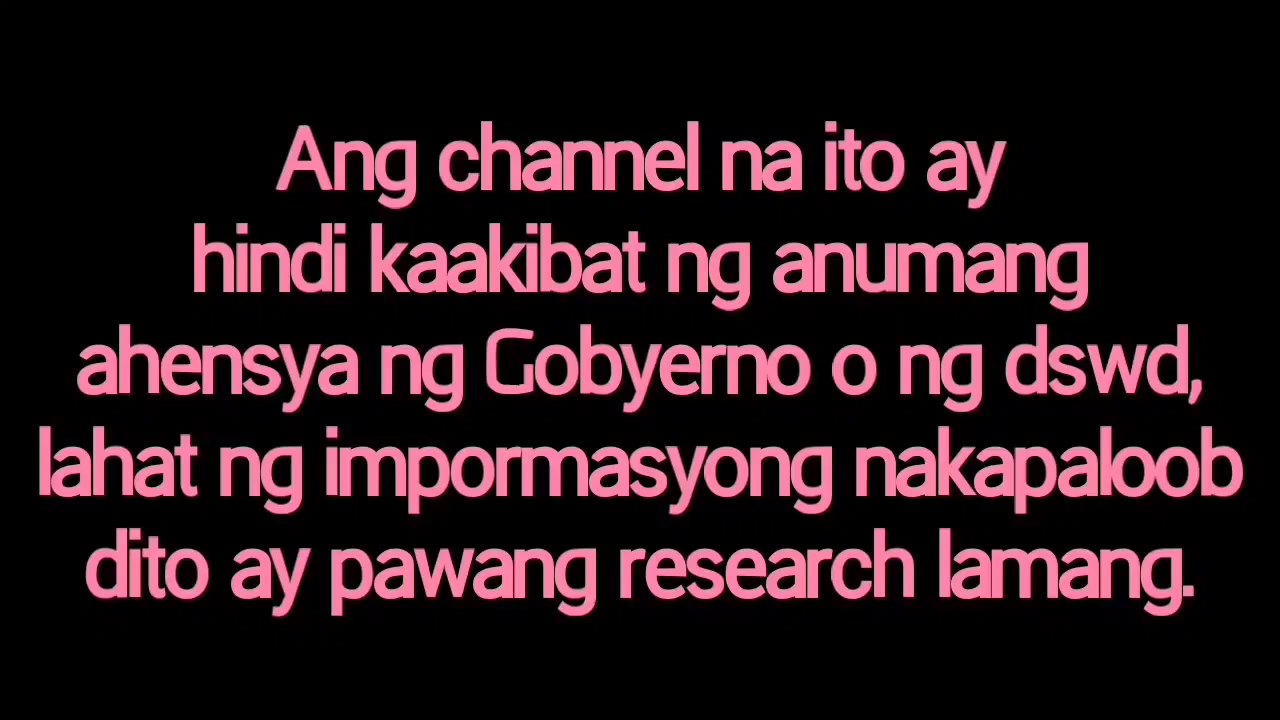 Ang channel na ito ay
hindi kaakibat ng anumang
ahensya ng Gobyerno o ng dswd,
lahat ng impormasyong nakapaloob
dito ay pawang research lamang.